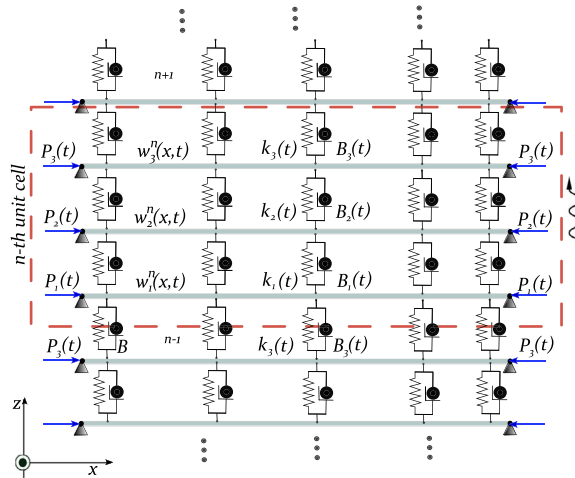 n+1
P₃(t) w₃ⁿ(x,t) k₃(t) B₃(t) P₃(t)
n-th unit cell
P₂(t) w₂ⁿ(x,t) k₂(t) B₂(t) P₂(t)
P₁(t) w₁ⁿ(x,t) k₁(t) B₁(t) P₁(t)
P₃(t) B n-1 k₃(t) B₃(t) P₃(t)
z
x